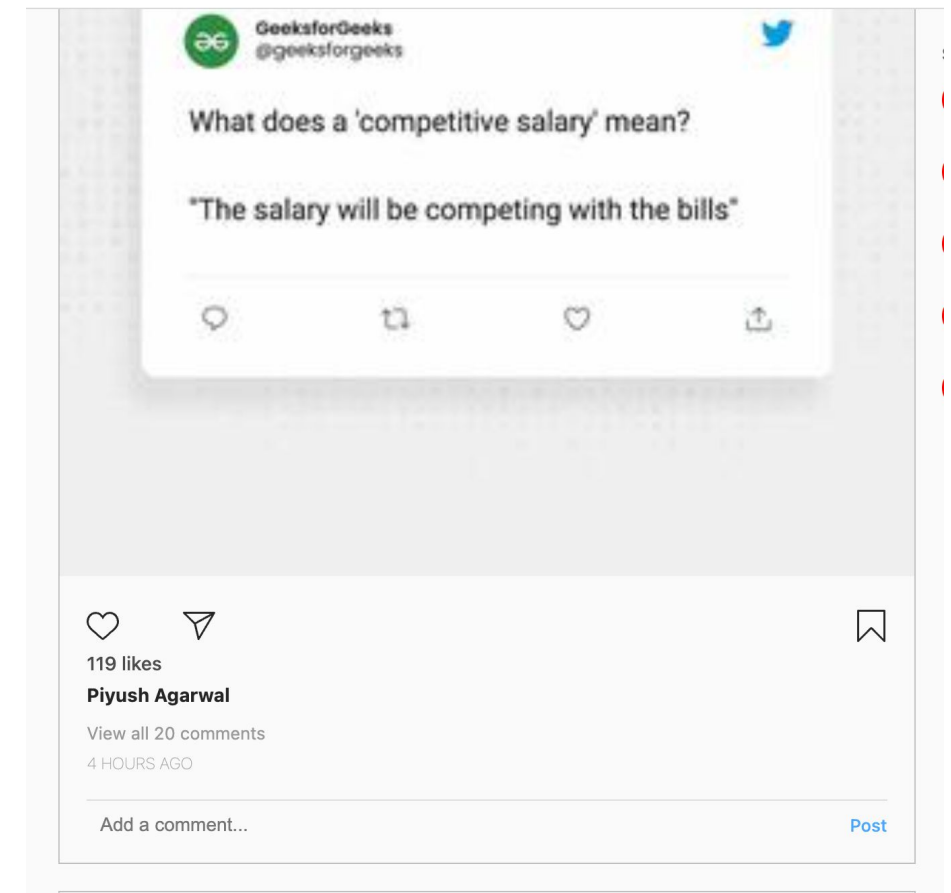 GeeksforGeeks
@geeksforgeeks
What does a 'competitive salary' mean?
"The salary will be competing with the bills"
119 likes
Piyush Agarwal
View all 20 comments
4 HOURS AGO
Add a comment...
Post